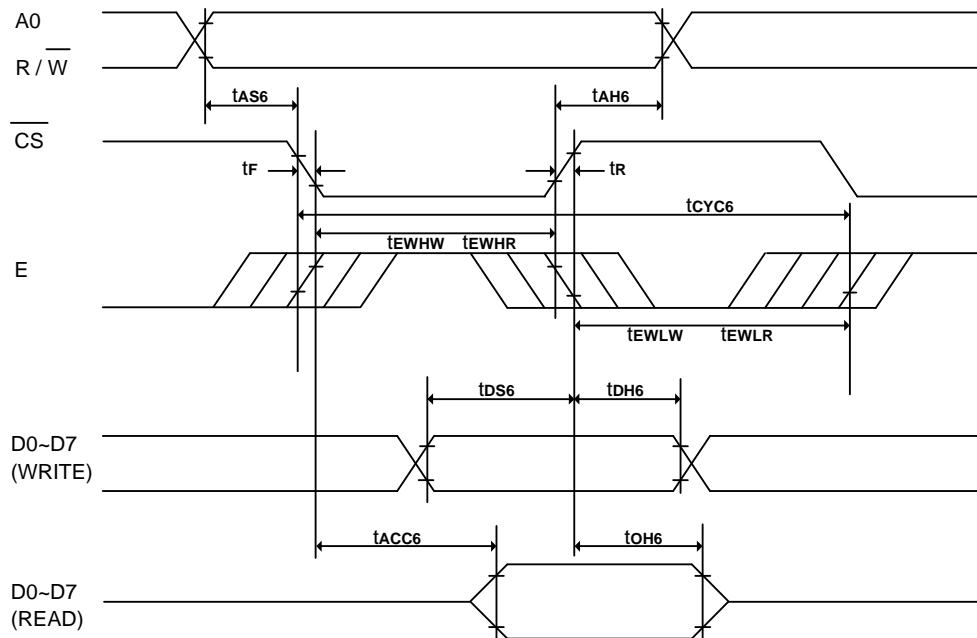 A0
R / W
tAS6 tAH6
CS
tF tR
tCYC6
tEWHW tEWHR
E
tEWLW tEWLR
tDS6 tDH6
D0~D7
(WRITE)
tACC6 tOH6
D0~D7
(READ)